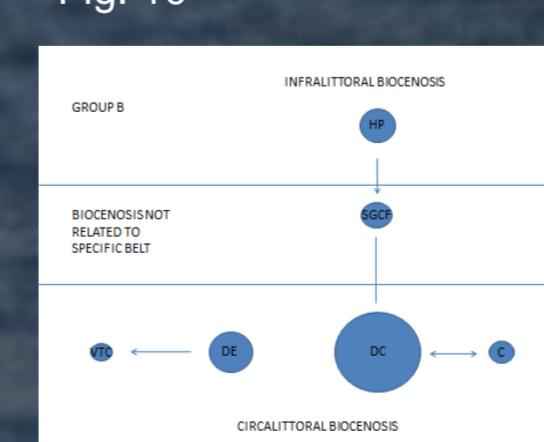 INFRALITTORAL BIOCENOSIS
GROUP B
HP
BIOCENOSIS NOT
RELATED TO
SPECIFIC BELT
SGCF
VTC
DE
DC
C
CIRCALITTORAL BIOCENOSIS